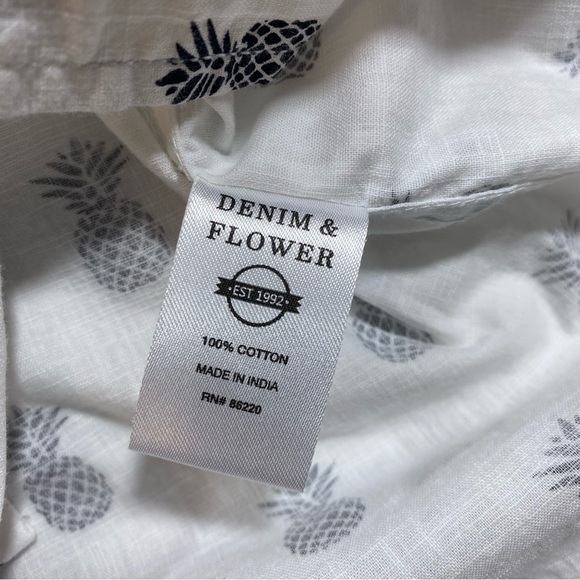 DENIM &
FLOWER
EST 1992
100% COTTON
MADE IN INDIA
RN# 86220